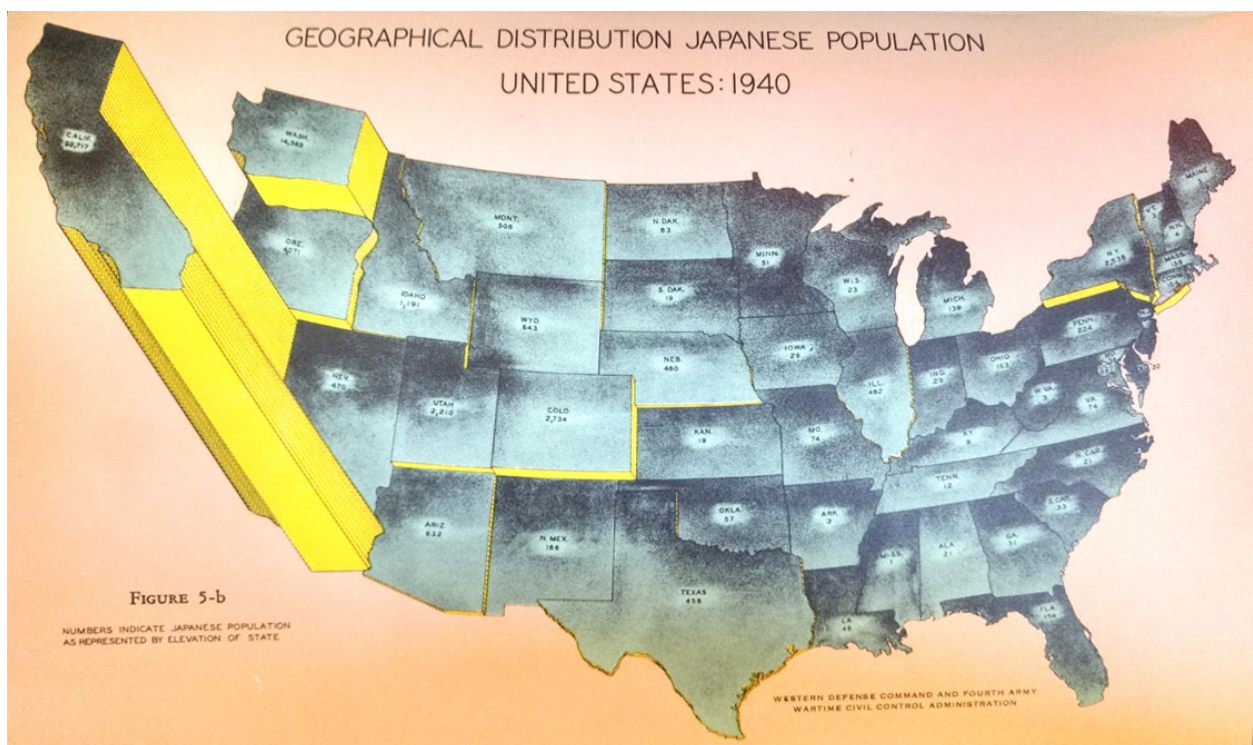 GEOGRAPHICAL DISTRIBUTION JAPANESE POPULATION
UNITED STATES: 1940
CALIF.
93,717
WASH.
14,565
ORE.
4071
IDAHO
1,191
MONT.
508
WYO.
643
NEV.
470
UTAH
2,210
COLO.
2,734
ARIZ.
632
N. MEX.
186
N. DAK.
83
S. DAK.
19
NEB.
480
KAN.
19
OKLA.
57
TEXAS
458
MINN.
51
IOWA
29
MO.
74
ARK.
3
LA.
WIS.
23
ILL.
462
MICH.
139
IND.
29
OHIO
163
KY.
9
TENN.
12
MISS.
1
ALA.
21
GA.
31
FLA.
154
S. CAR.
33
N. CAR.
21
VA.
74
W. VA.
3
PENN.
224
N.Y.
2,538
VT.
N.H.
MAINE
5
MASS.
CONN.
FIGURE 5-b
NUMBERS INDICATE JAPANESE POPULATION
AS REPRESENTED BY ELEVATION OF STATE
WESTERN DEFENSE COMMAND AND FOURTH ARMY
WARTIME CIVIL CONTROL ADMINISTRATION